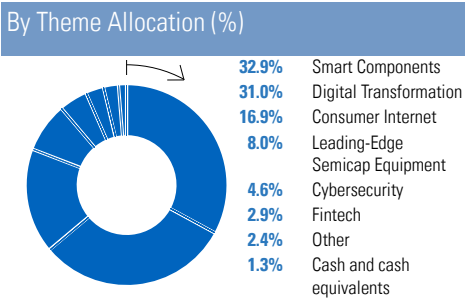 By Theme Allocation (%)
32.9% Smart Components
31.0% Digital Transformation
16.9% Consumer Internet
8.0% Leading-Edge
Semicap Equipment
4.6% Cybersecurity
2.9% Fintech
2.4% Other
1.3% Cash and cash
equivalents